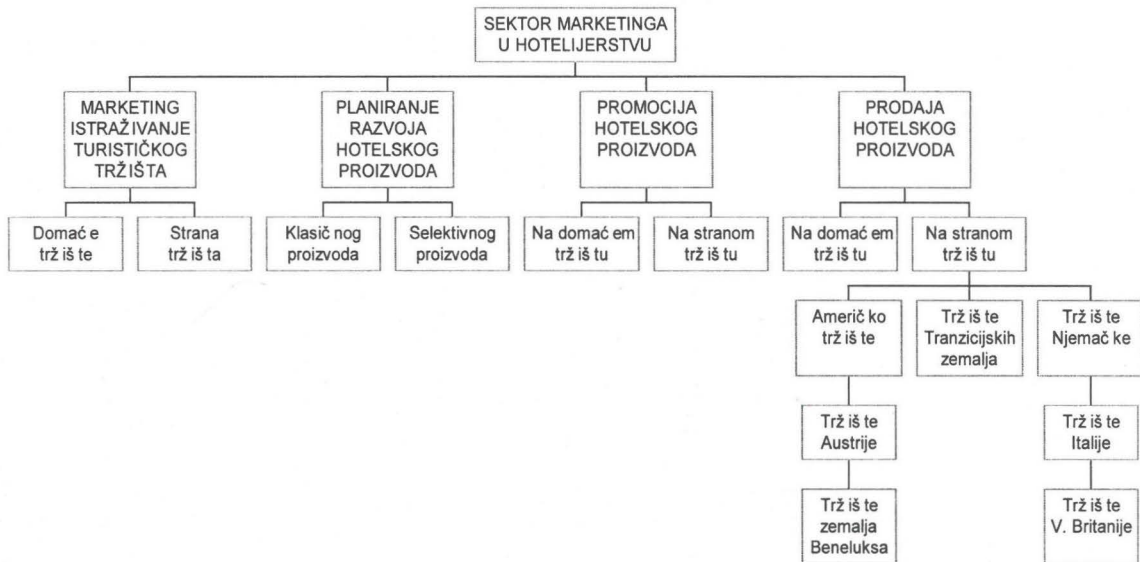 SEKTOR MARKETINGA
U HOTELIJERSTVU
MARKETING
ISTRAŽIVANJE
TURISTIČKOG
TRŽIŠTA
PLANIRANJE
RAZVOJA
HOTELSKOG
PROIZVODA
PROMOCIJA
HOTELSKOG
PROIZVODA
PRODAJA
HOTELSKOG
PROIZVODA
Domać e
trž iš te
Strana
trž iš ta
Klasič nog
proizvoda
Selektivnog
proizvoda
Na domać em
trž iš tu
Na stranom
trž iš tu
Na domać em
trž iš tu
Na stranom
trž iš tu
Američ ko
trž iš te
Trž iš te
Tranzicijskih
zemalja
Trž iš te
Njemač ke
Trž iš te
Austrije
Trž iš te
Italije
Trž iš te
zemalja
Beneluksa
Trž iš te
V. Britanije